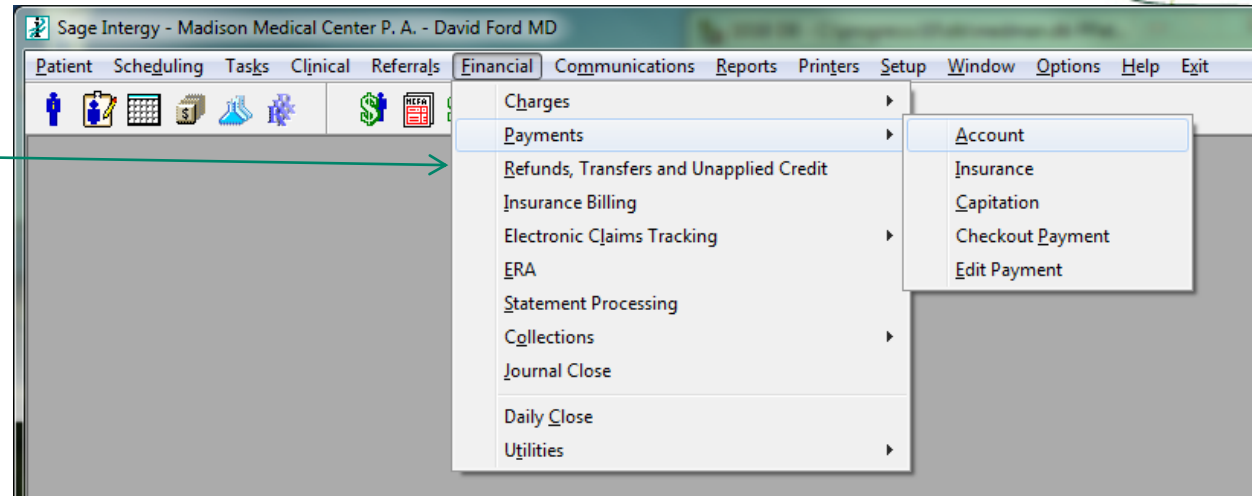 Sage Intergy - Madison Medical Center P. A. - David Ford MD
Patient Scheduling Tasks Clinical Referrals Financial Communications Reports Printers Setup Window Options Help Exit
HCFA
Charges
Payments
Refunds, Transfers and Unapplied Credit
Insurance Billing
Electronic Claims Tracking
ERA
Statement Processing
Collections
Journal Close
Daily Close
Utilities
Account
Insurance
Capitation
Checkout Payment
Edit Payment